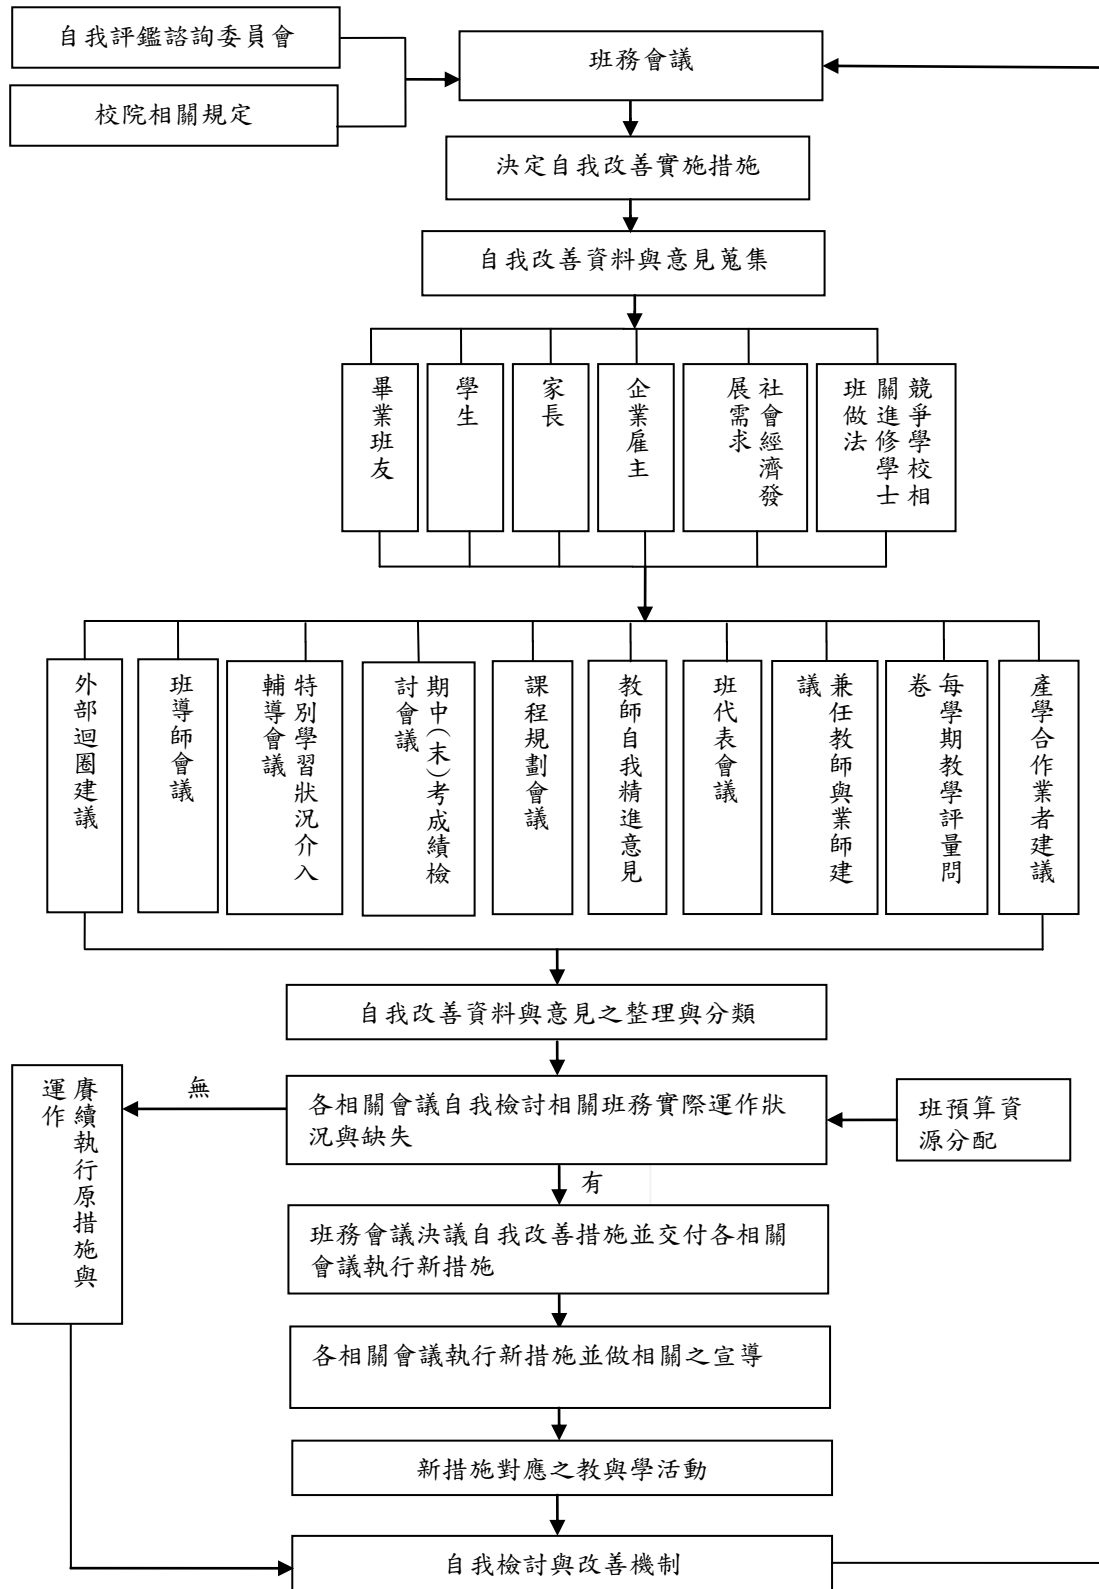 自我評鑑諮詢委員會
班務會議
校院相關規定
決定自我改善實施措施
自我改善資料與意見蒐集
畢業班友
學生
家長
企業雇主
社會經濟發
展需求
競爭學校相
關進修學士
班做法
外部迴圈建議
班導師會議
特別學習狀況介入
輔導會議
期中(末)考成績檢
討會議
課程規劃會議
教師自我精進意見
班代表會議
兼任教師與業師建
議
每學期教學評量問
卷
產學合作業者建議
自我改善資料與意見之整理與分類
賡續執行原措施與
運作
無
各相關會議自我檢討相關班務實際運作狀
況與缺失
班預算資
源分配
有
班務會議決議自我改善措施並交付各相關
會議執行新措施
各相關會議執行新措施並做相關之宣導
新措施對應之教與學活動
自我檢討與改善機制